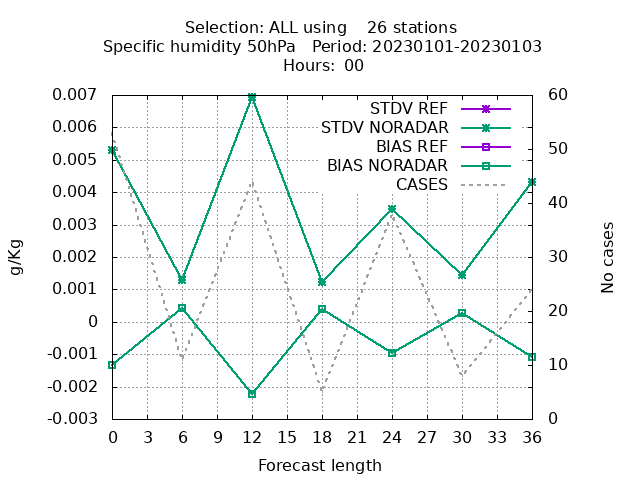 Selection: ALL using    26 stations
Specific humidity 50hPa   Period: 20230101-20230103
Hours:  00
0.007
0.006
0.005
0.004
0.003
0.002
0.001
0
-0.001
-0.002
-0.003
g/Kg
STDV REF
STDV NORADAR
BIAS REF
BIAS NORADAR
CASES
60
50
40
30
20
10
0
No cases
0 3 6 9 12 15 18 21 24 27 30 33 36
Forecast length